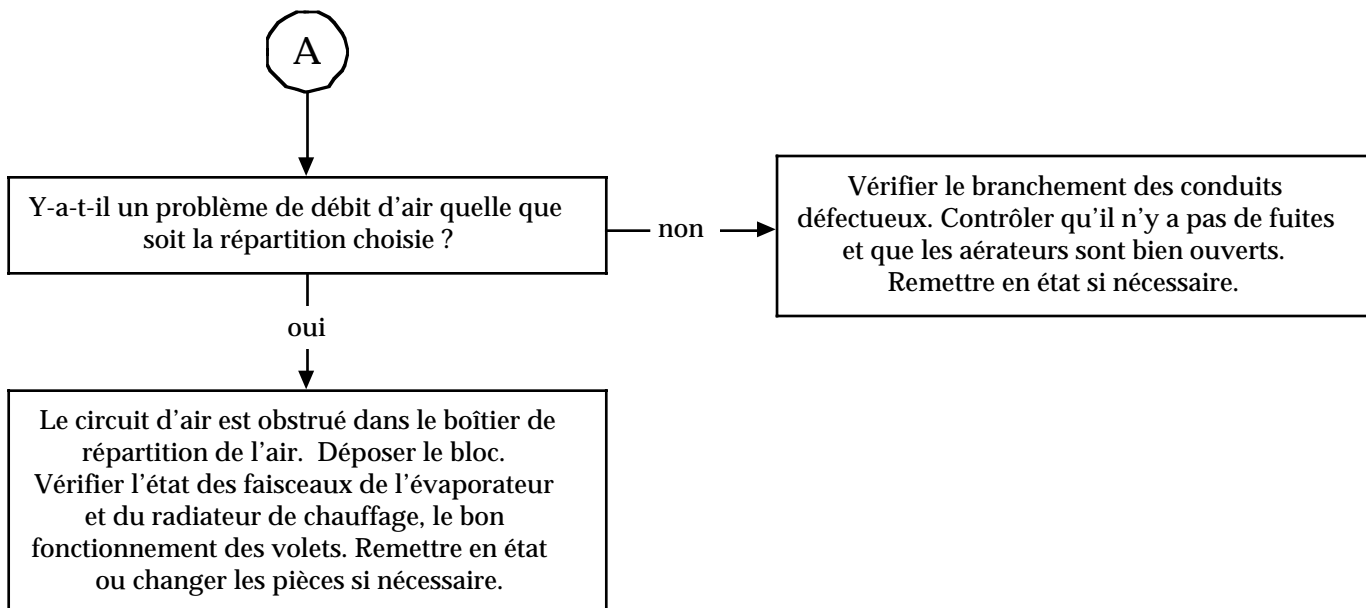 A
Y-a-t-il un problème de débit d'air quelle que
soit la répartition choisie ?
non
Vérifier le branchement des conduits
défectueux. Contrôler qu'il n'y a pas de fuites
et que les aérateurs sont bien ouverts.
Remettre en état si nécessaire.
oui
Le circuit d'air est obstrué dans le boîtier de
répartition de l'air. Déposer le bloc.
Vérifier l'état des faisceaux de l'évaporateur
et du radiateur de chauffage, le bon
fonctionnement des volets. Remettre en état
ou changer les pièces si nécessaire.